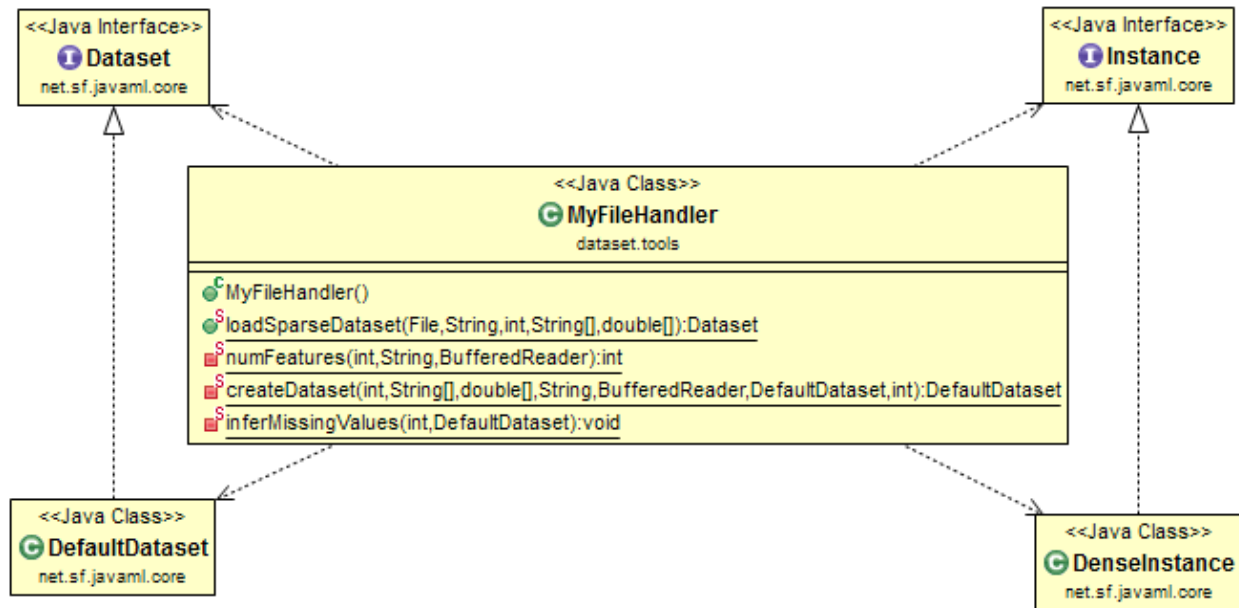 <<Java Interface>>
I Dataset
net.sf.javaml.core
<<Java Interface>>
I Instance
net.sf.javaml.core
<<Java Class>>
C MyFileHandler
dataset.tools
C MyFileHandler()
S loadSparseDataset(File,String,int,String[],double[]):Dataset
S numFeatures(int,String,BufferedReader):int
S createDataset(int,String[],double[],String,BufferedReader,DefaultDataset,int):DefaultDataset
S inferMissingValues(int,DefaultDataset):void
<<Java Class>>
C DefaultDataset
net.sf.javaml.core
<<Java Class>>
C DenseInstance
net.sf.javaml.core